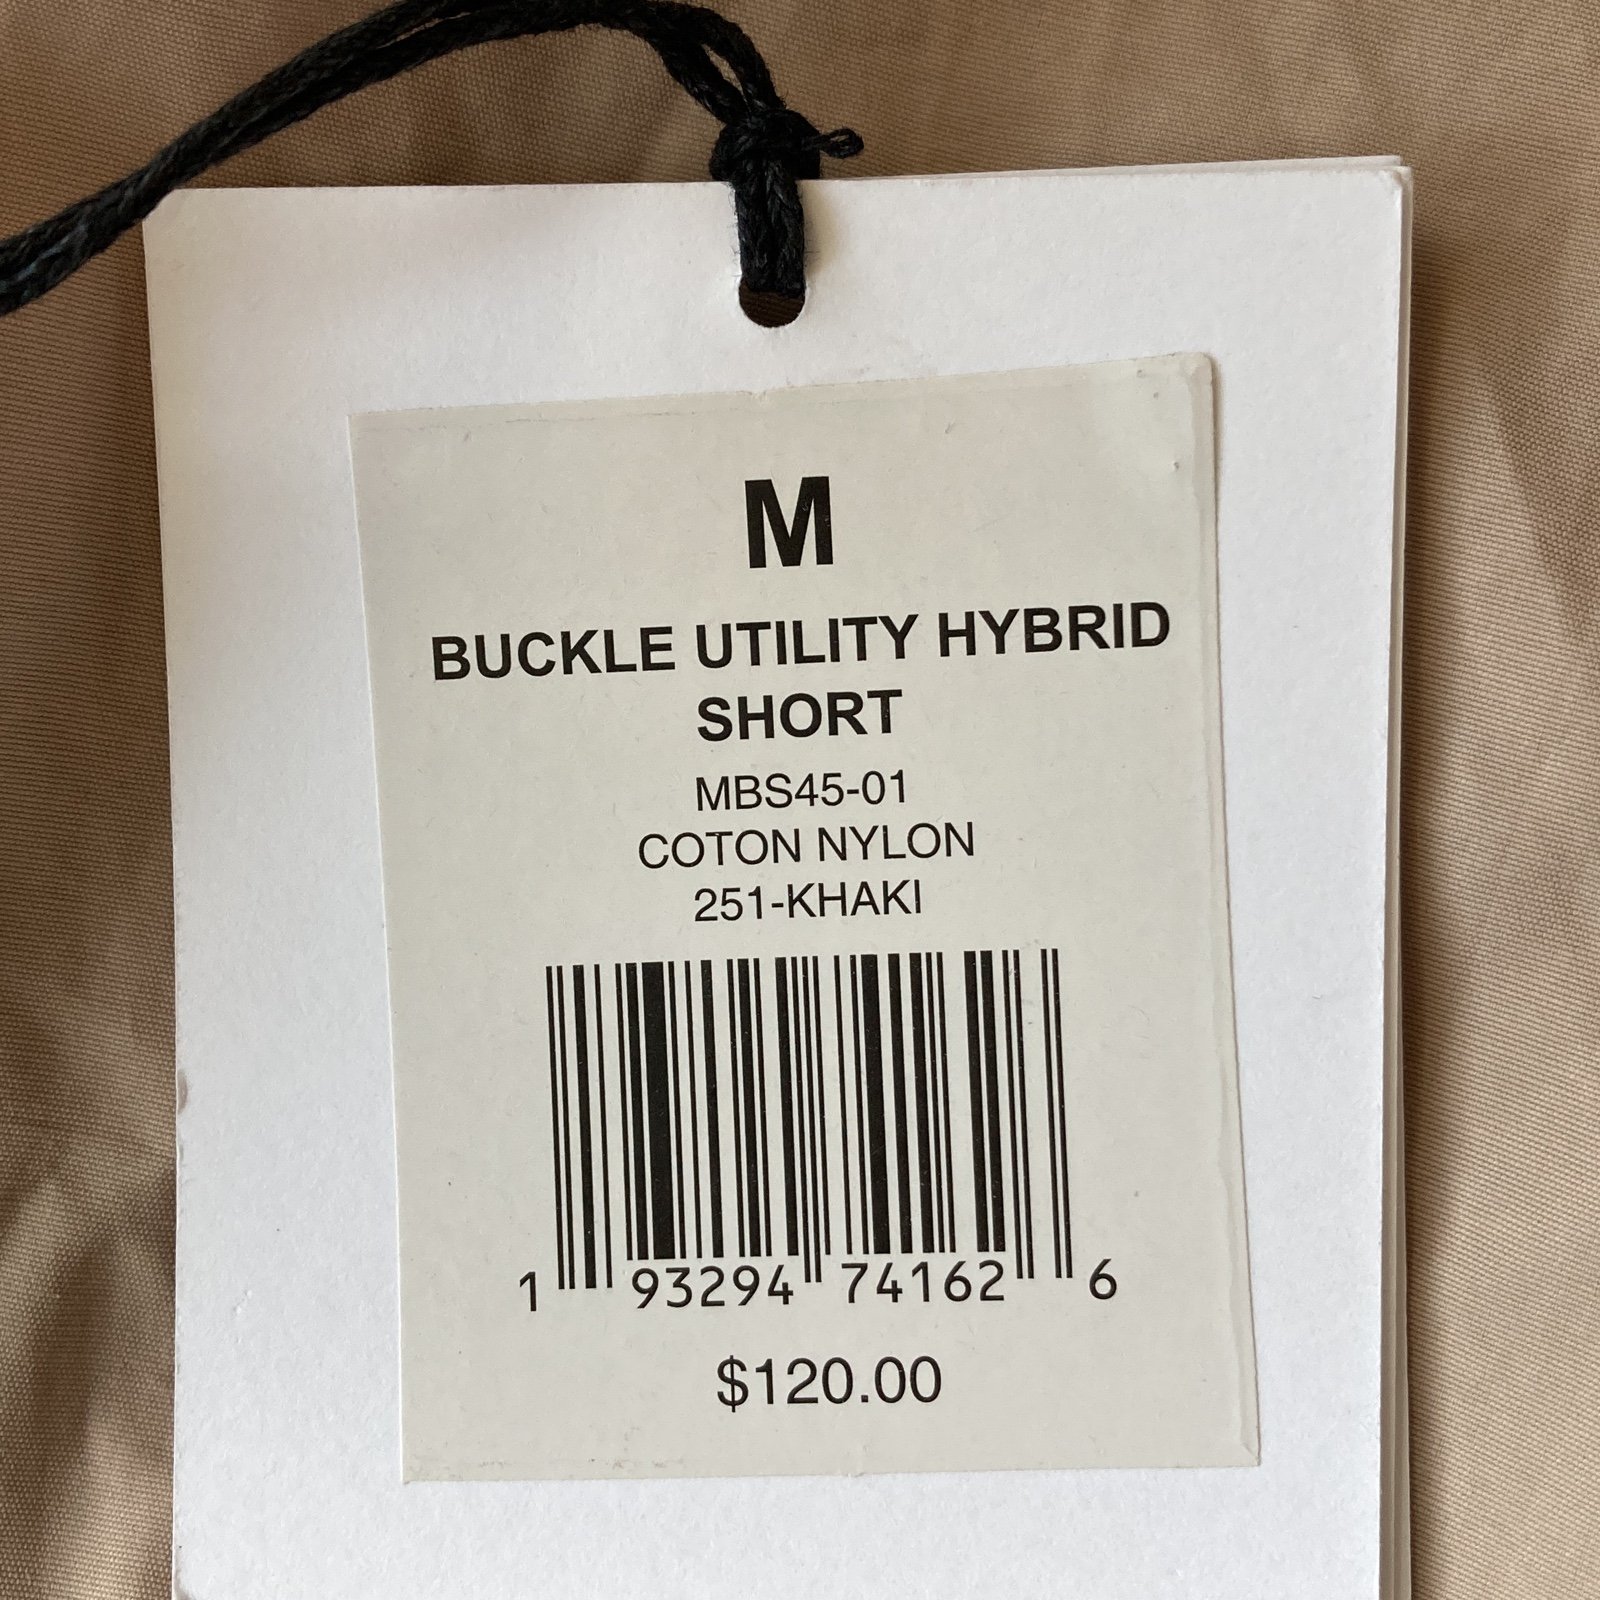 M
BUCKLE UTILITY HYBRID
SHORT
MBS45-01
COTON NYLON
251-KHAKI
1 93294 74162 6
$120.00